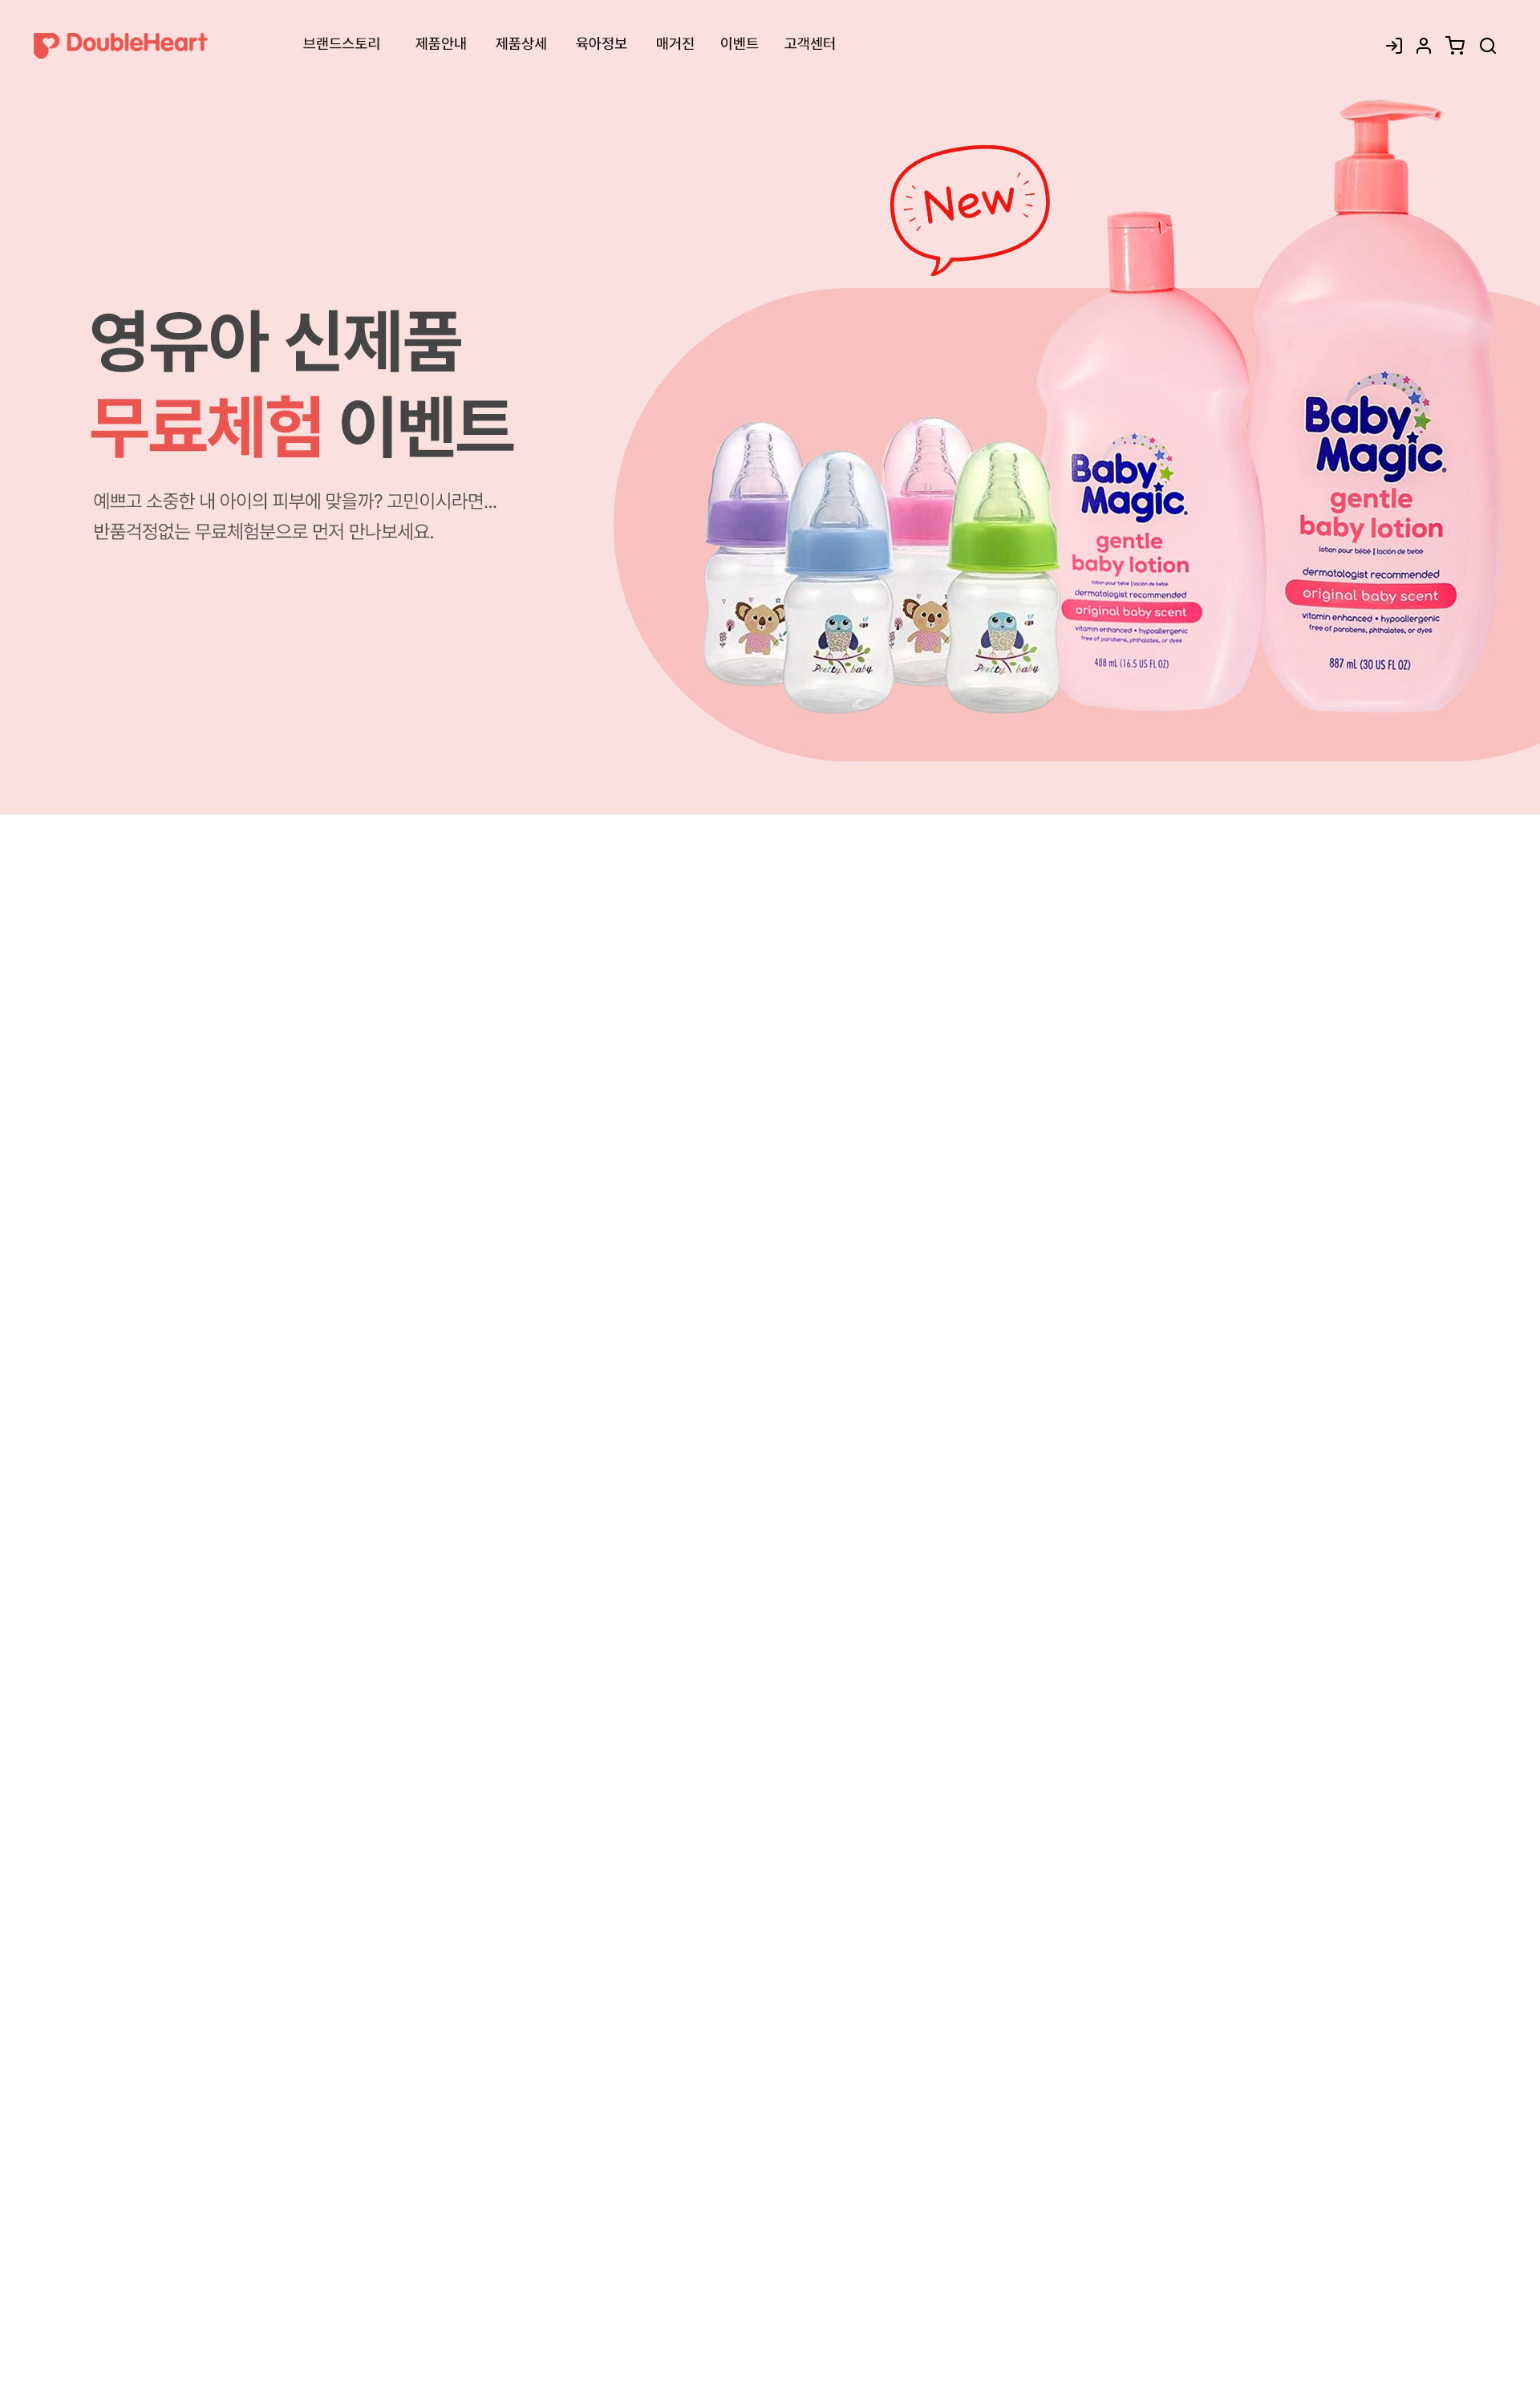 DoubleHeart
브랜드스토리 제품안내 제품상세 육아정보 매거진 이벤트 고객센터
New
영유아 신제품
무료체험 이벤트
예쁘고 소중한 내 아이의 피부에 맞을까? 고민이시라면...
반품걱정없는 무료체험분으로 먼저 만나보세요.
Pretty baby
Pretty baby
Baby
Magic
gentle
baby lotion
lotion pour bébé | loción de bebé
dermatologist recommended
original baby scent
vitamin enhanced • hypoallergenic
free of parabens, phthalates, or dyes
488 mL (16.5 US FL OZ)
Baby
Magic
gentle
baby lotion
lotion pour bébé | loción de bebé
dermatologist recommended
original baby scent
vitamin enhanced • hypoallergenic
free of parabens, phthalates, or dyes
887 mL (30 US FL OZ)